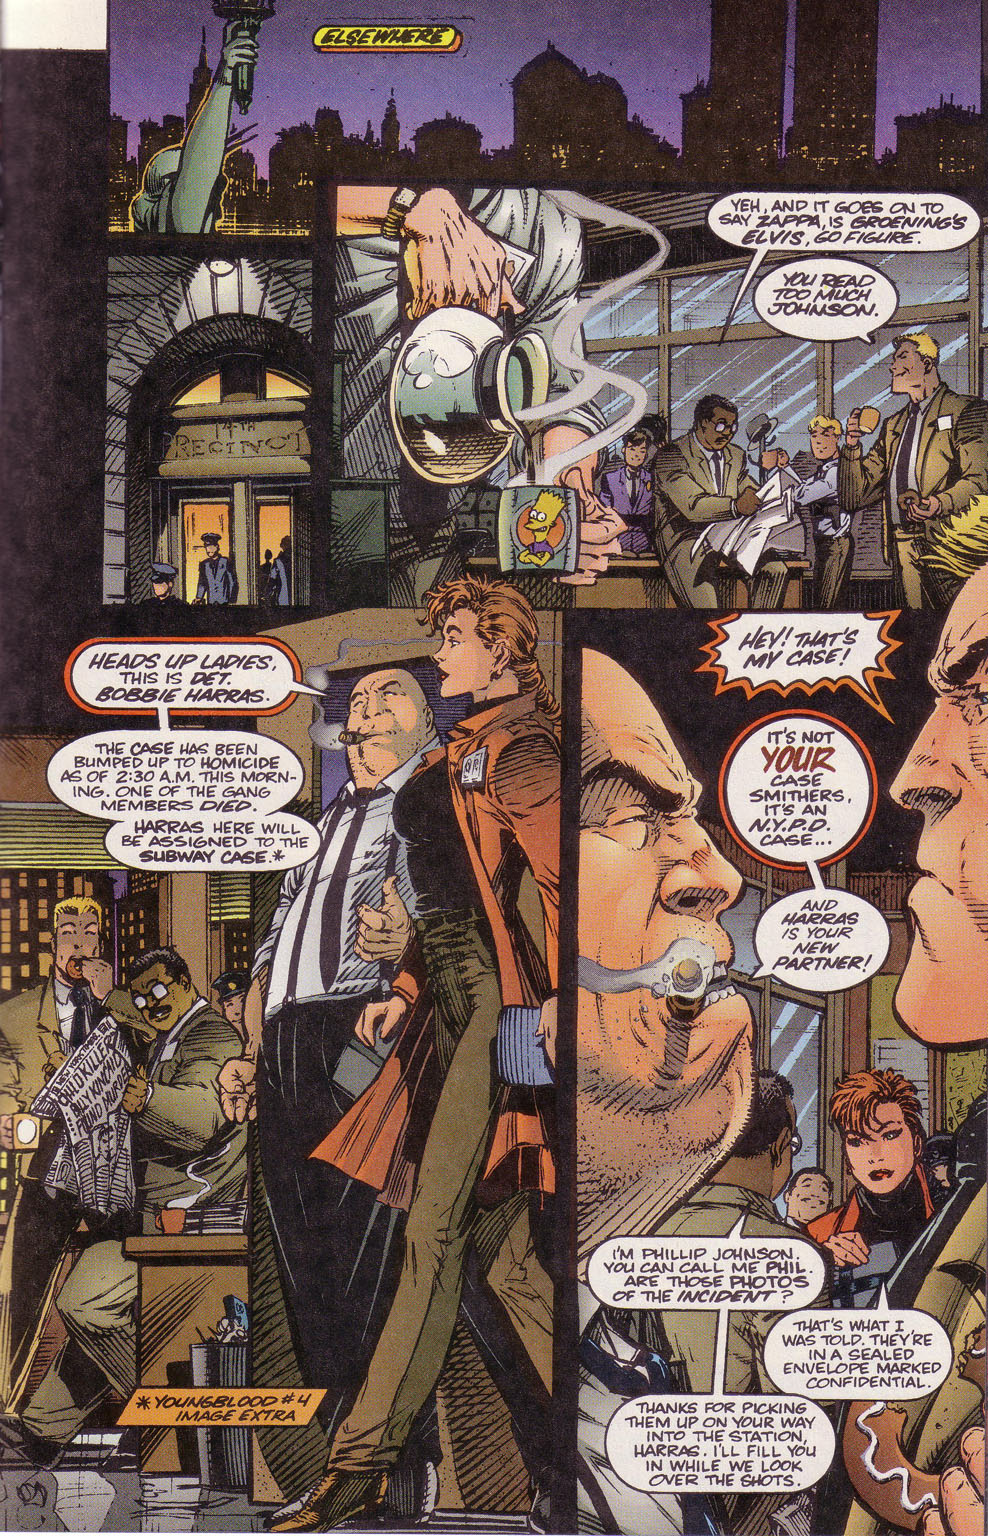 ELSEWHERE
YEH, AND IT GOES ON TO
SAY ZAPPA, IS GROENING'S
ELVIS, GO FIGURE.
YOU READ
TOO MUCH
JOHNSON.
14TH
PRECINCT
HEADS UP LADIES,
THIS IS DET.
BOBBIE HARRAS.
THE CASE HAS BEEN
BUMPED UP TO HOMICIDE
AS OF 2:30 A.M. THIS MORN-
ING. ONE OF THE GANG
MEMBERS DIED.
HARRAS HERE WILL
BE ASSIGNED TO THE
SUBWAY CASE.*
*YOUNGBLOOD #4
IMAGE EXTRA
HEY! THAT'S
MY CASE!
IT'S NOT
YOUR
CASE
SMITHERS,
IT'S AN
N.Y.P.D.
CASE...
AND
HARRAS
IS YOUR
NEW
PARTNER!
I'M PHILLIP JOHNSON.
YOU CAN CALL ME PHIL.
ARE THOSE PHOTOS
OF THE INCIDENT?
THAT'S WHAT I
WAS TOLD. THEY'RE
IN A SEALED
ENVELOPE MARKED
CONFIDENTIAL.
THANKS FOR PICKING
THEM UP ON YOUR WAY
INTO THE STATION,
HARRAS. I'LL FILL YOU
IN WHILE WE LOOK
OVER THE SHOTS.